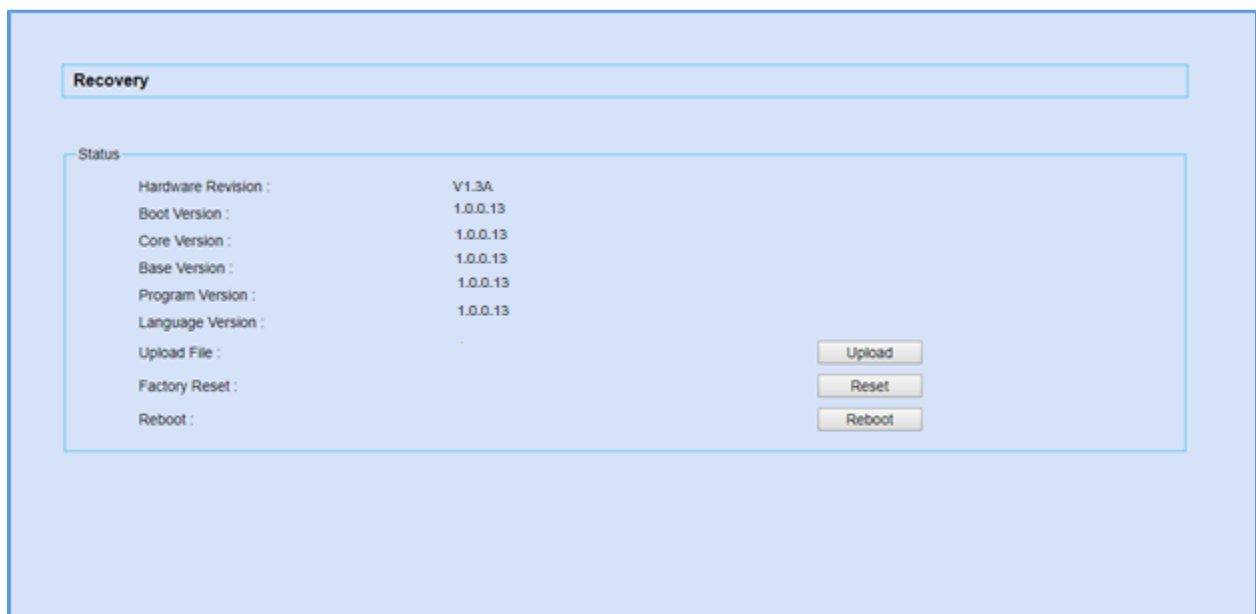 Recovery
Status
Hardware Revision : V1.3A
Boot Version : 1.0.0.13
Core Version : 1.0.0.13
Base Version : 1.0.0.13
Program Version : 1.0.0.13
Language Version : 1.0.0.13
Upload File : Upload
Factory Reset : Reset
Reboot : Reboot